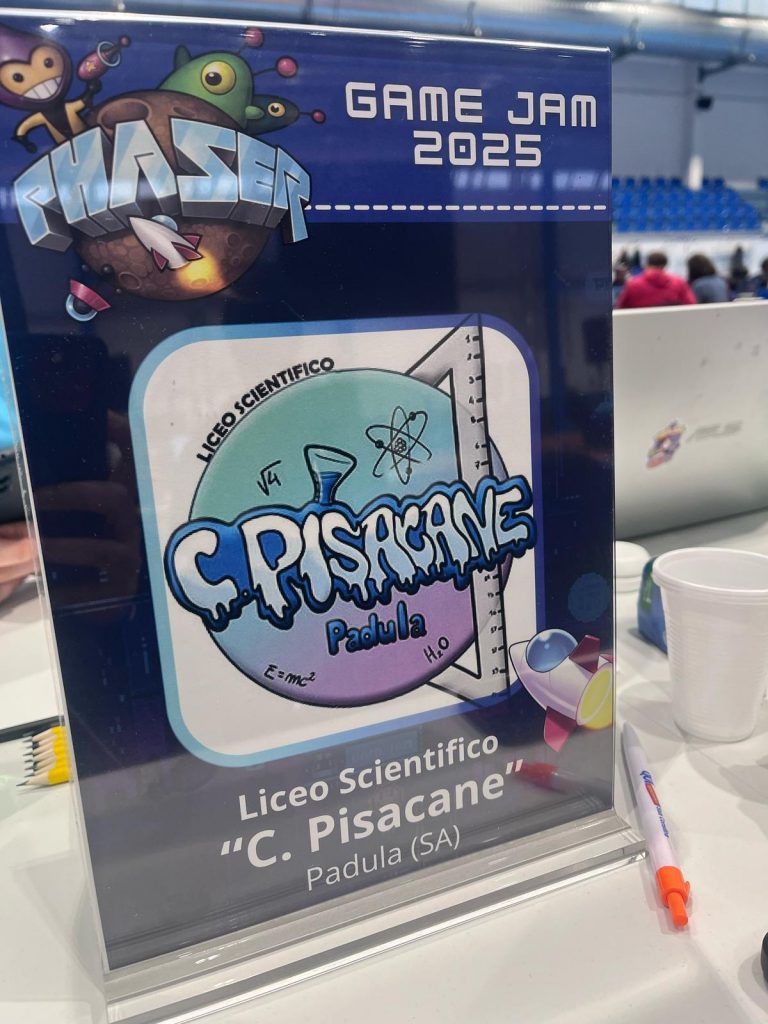 PHASER
GAME JAM
2025
LICEO SCIENTIFICO
√4
C. PISACANE
Padula
E=mc²
H₂O
Liceo Scientifico
“C. Pisacane”
Padula (SA)